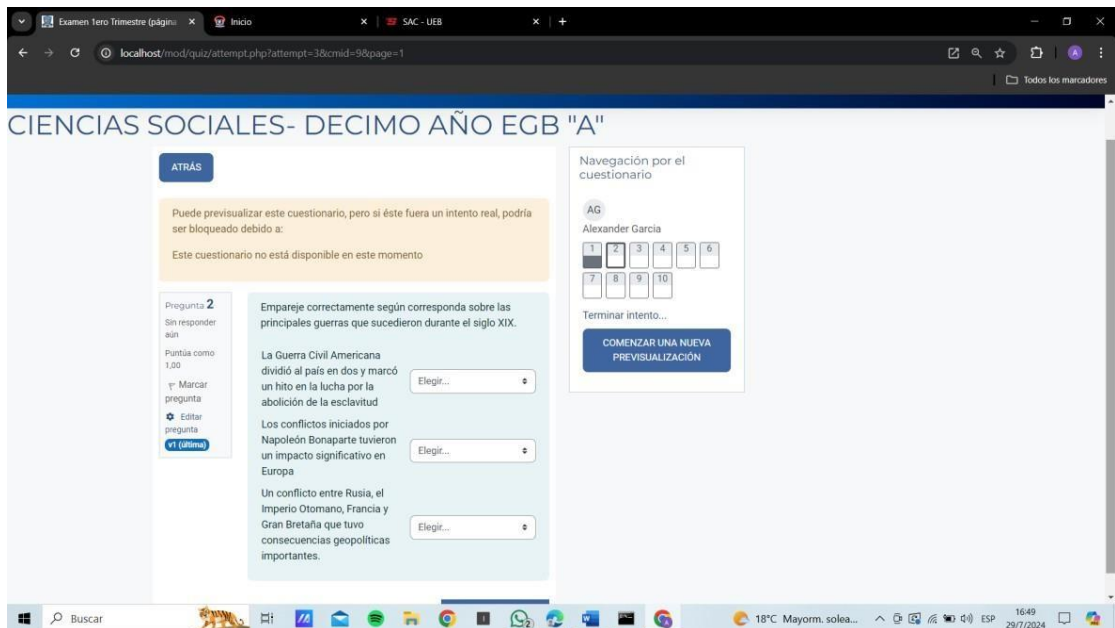 Examen 1ero Trimestre (página
Inicio
SAC - UEB
localhost/mod/quiz/attempt.php?attempt=3&cmid=9&page=1
A
Todos los marcadores
CIENCIAS SOCIALES- DECIMO AÑO EGB "A"
ATRÁS
Puede previsualizar este cuestionario, pero si éste fuera un intento real, podría
ser bloqueado debido a:
Este cuestionario no está disponible en este momento
Pregunta 2
Sin responder
aún
Puntúa como
1,00
Marcar
pregunta
Editar
pregunta
v1 (última)
Empareje correctamente según corresponda sobre las
principales guerras que sucedieron durante el siglo XIX.
La Guerra Civil Americana
dividió al país en dos y marcó
un hito en la lucha por la
abolición de la esclavitud
Elegir...
Los conflictos iniciados por
Napoleón Bonaparte tuvieron
un impacto significativo en
Europa
Elegir...
Un conflicto entre Rusia, el
Imperio Otomano, Francia y
Gran Bretaña que tuvo
consecuencias geopolíticas
importantes.
Elegir...
Navegación por el
cuestionario
AG
Alexander Garcia
1 2 3 4 5 6
7 8 9 10
Terminar intento...
COMENZAR UNA NUEVA
PREVISUALIZACIÓN
Buscar
18°C Mayorm. solea...
ESP
16:49
29/7/2024